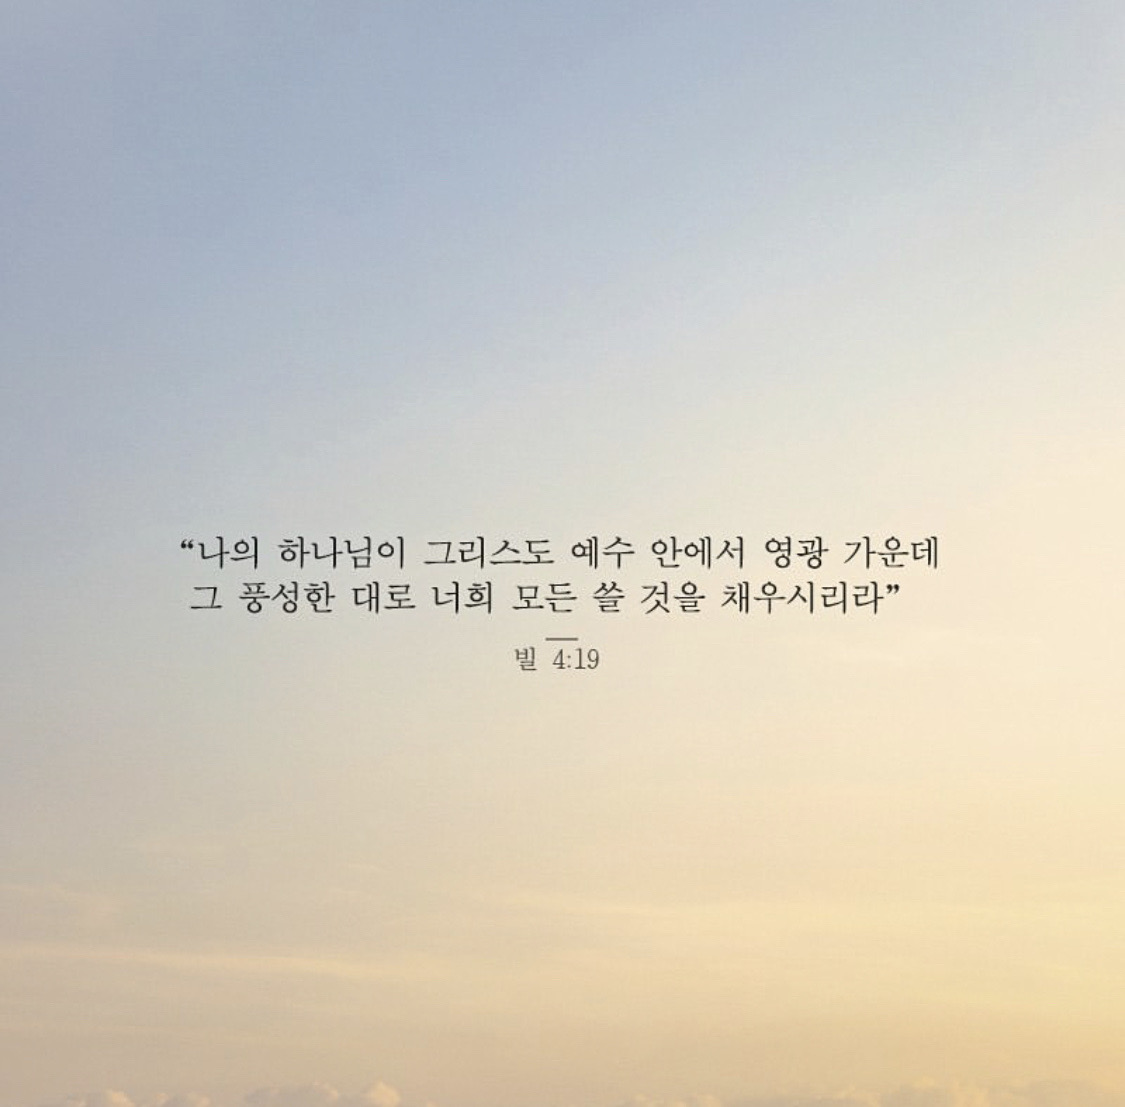 “나의 하나님이 그리스도 예수 안에서 영광 가운데
그 풍성한 대로 너희 모든 쓸 것을 채우시리라”
빌 4:19